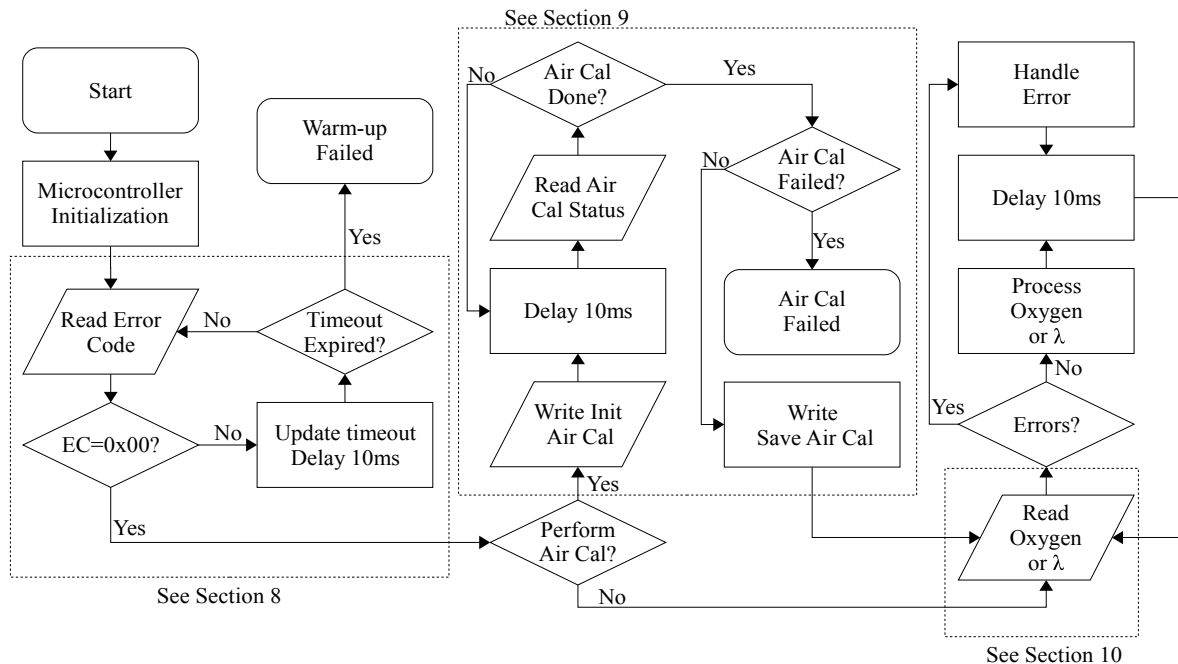 See Section 9
Start
Microcontroller
Initialization
Warm-up
Failed
Yes
Read Error
Code
No
Timeout
Expired?
EC=0x00?
No
Update timeout
Delay 10ms
Yes
See Section 8
No
Air Cal
Done?
Yes
Read Air
Cal Status
Delay 10ms
Write Init
Air Cal
Yes
Perform
Air Cal?
No
No
Air Cal
Failed?
Yes
Air Cal
Failed
Write
Save Air Cal
Handle
Error
Delay 10ms
Process
Oxygen
or λ
No
Yes
Errors?
Read
Oxygen
or λ
See Section 10